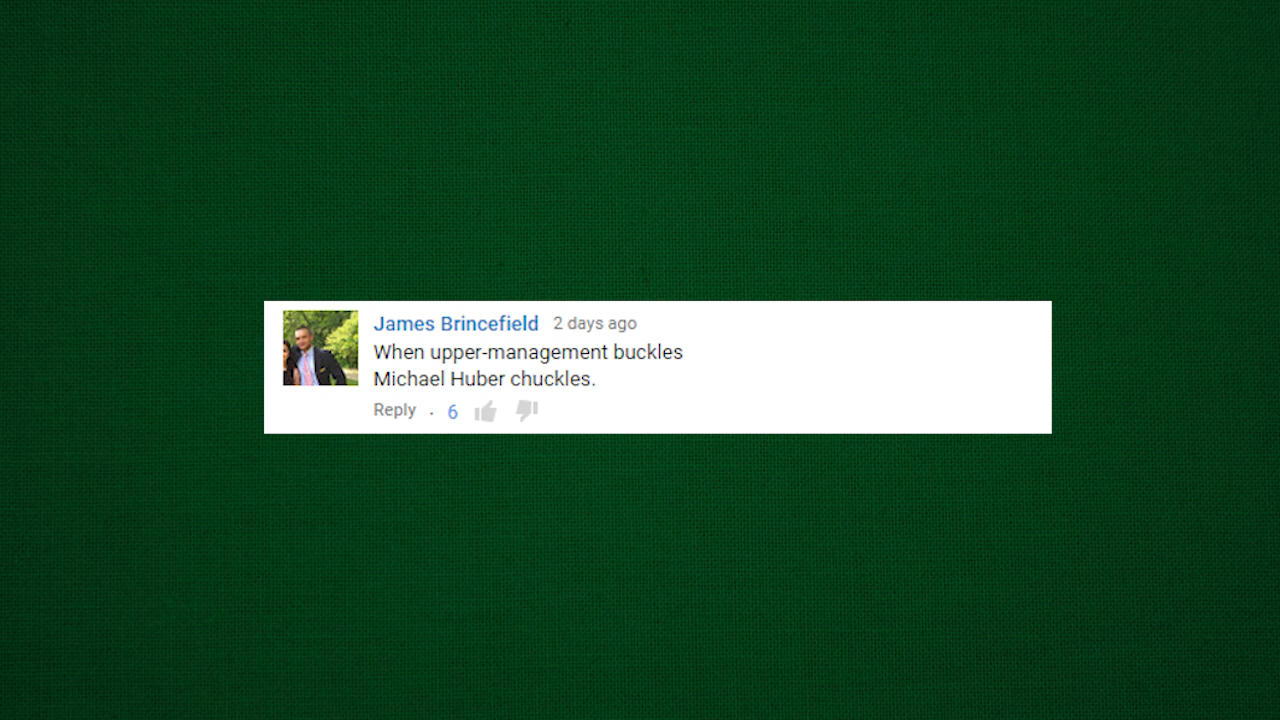 James Brincefield 2 days ago
When upper-management buckles
Michael Huber chuckles.
Reply . 6